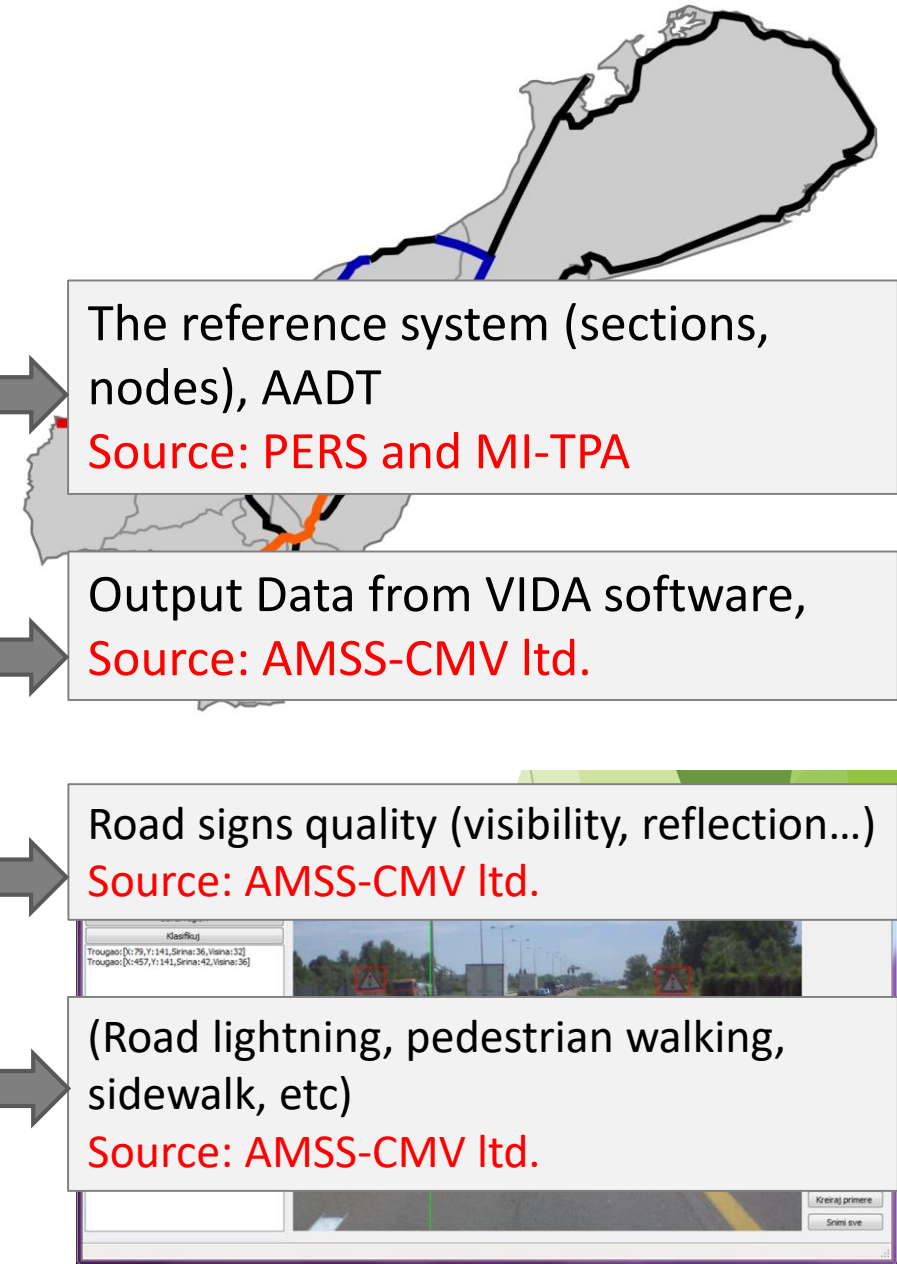 The reference system (sections,
nodes), AADT
Source: PERS and MI-TPA
Output Data from VIDA software,
Source: AMSS-CMV ltd.
Road signs quality (visibility, reflection…)
Source: AMSS-CMV ltd.
Klasifikuj
Trougao:[X:79,Y:141,Sirina:36,Visina:32]
Trougao:[X:457,Y:141,Sirina:42,Visina:36]
(Road lightning, pedestrian walking,
sidewalk, etc)
Source: AMSS-CMV ltd.
Kreiraj primere
Snimi sve